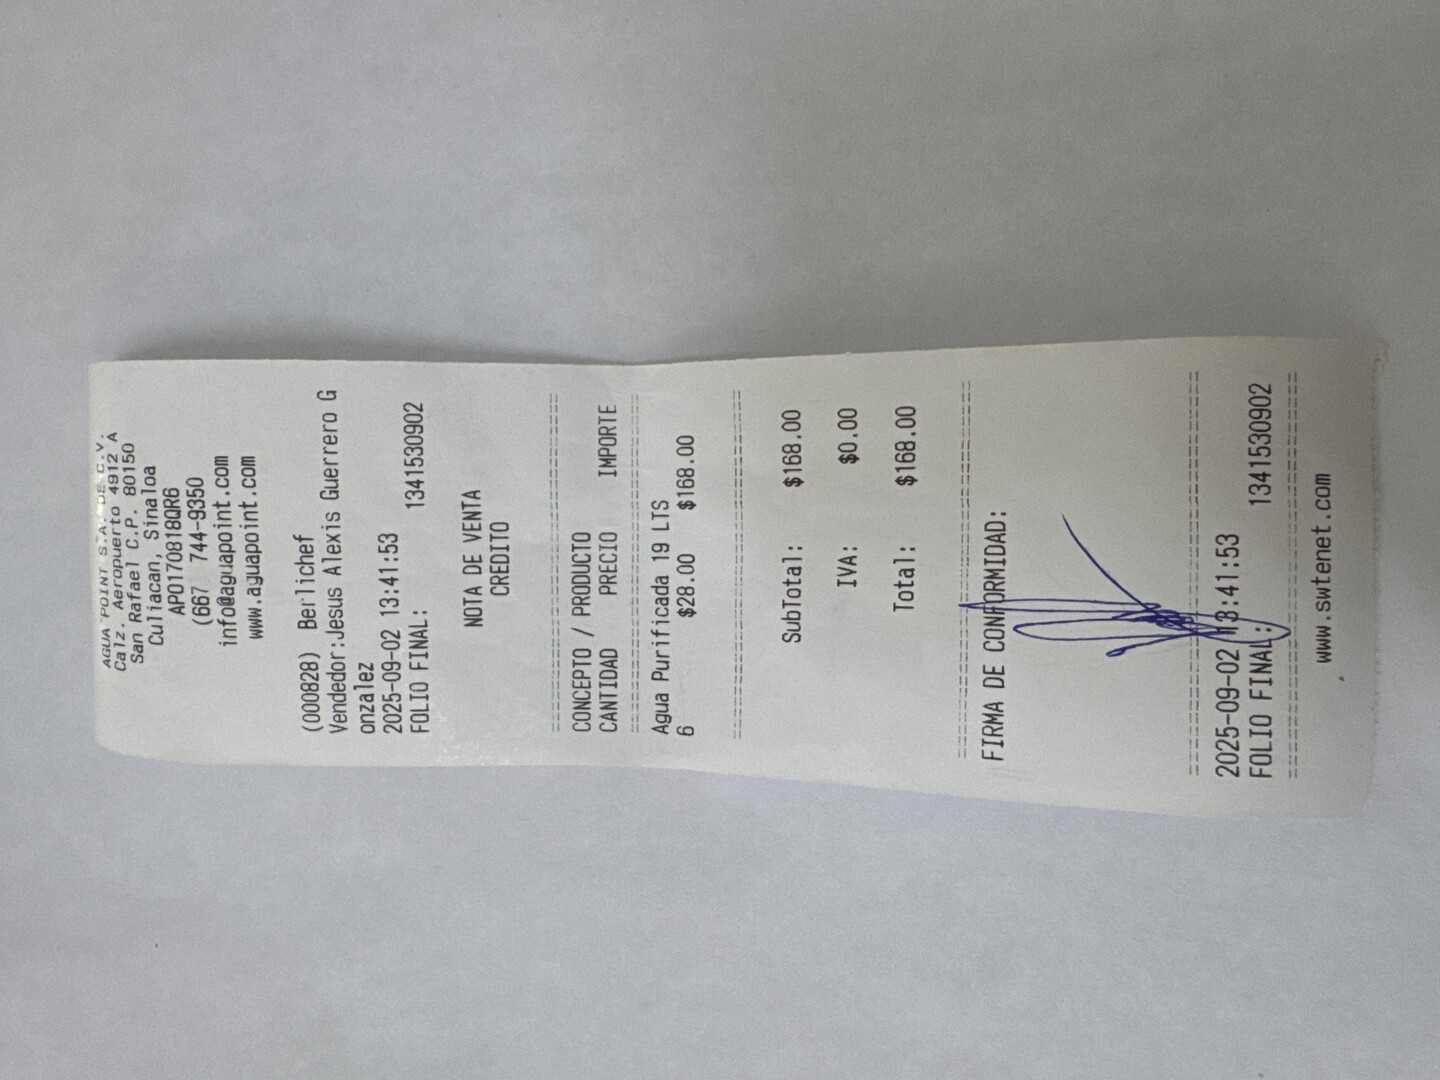 AGUA POINT S.A. DE C.V.
Calz. Aeropuerto 4912 A
San Rafael C.P. 80150
Culiacan, Sinaloa
APO170818QR6
(667 744-9350
info@aguapoint.com
www.aguapoint.com
(000828) Berlichef
Vendedor:Jesus Alexis Guerrero G
onzalez
2025-09-02 13:41:53
FOLIO FINAL: 1341530902
NOTA DE VENTA
CREDITO
================================
CONCEPTO / PRODUCTO
CANTIDAD PRECIO IMPORTE
================================
Agua Purificada 19 LTS
6 $28.00 $168.00
================================
SubTotal: $168.00
IVA: $0.00
Total: $168.00
================================
FIRMA DE CONFORMIDAD:
================================
2025-09-02 13:41:53
FOLIO FINAL: 1341530902
================================
www.swtenet.com